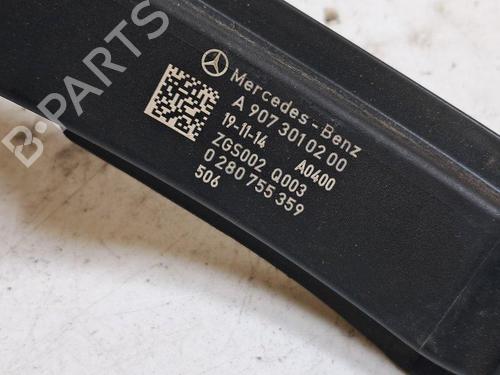 B-PARTS
Mercedes-Benz
A 907 301 02 00
19-11-14 A0400
ZGS002 Q003
0 280 755 359
506